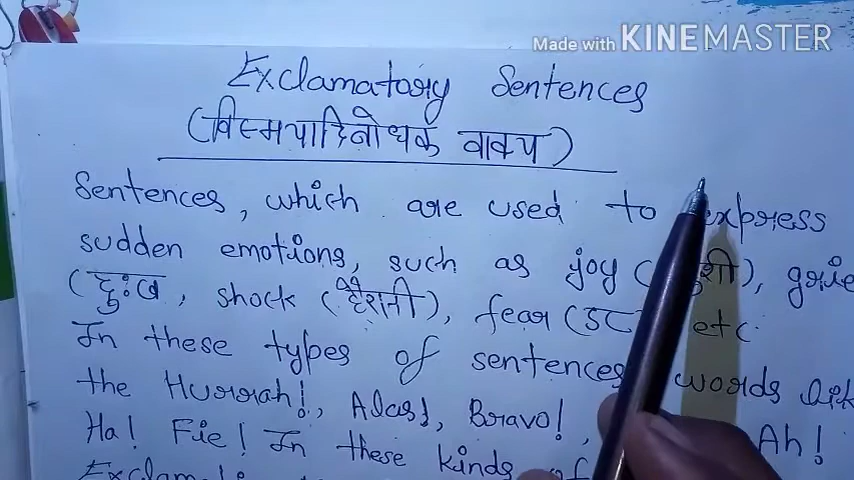 Made with KINEMASTER
Exclamatory Sentences
(विस्मयादिबोधक वाक्य)
Sentences, which are used to express
sudden emotions, such as joy ( शी), grie
(दुःख, shock (हैरानी), fear (डर etc.
In these types of sentences words lik
the Hurrah!, Alas!, Bravo!, Ah!
Ha! Fie! In these kinds of